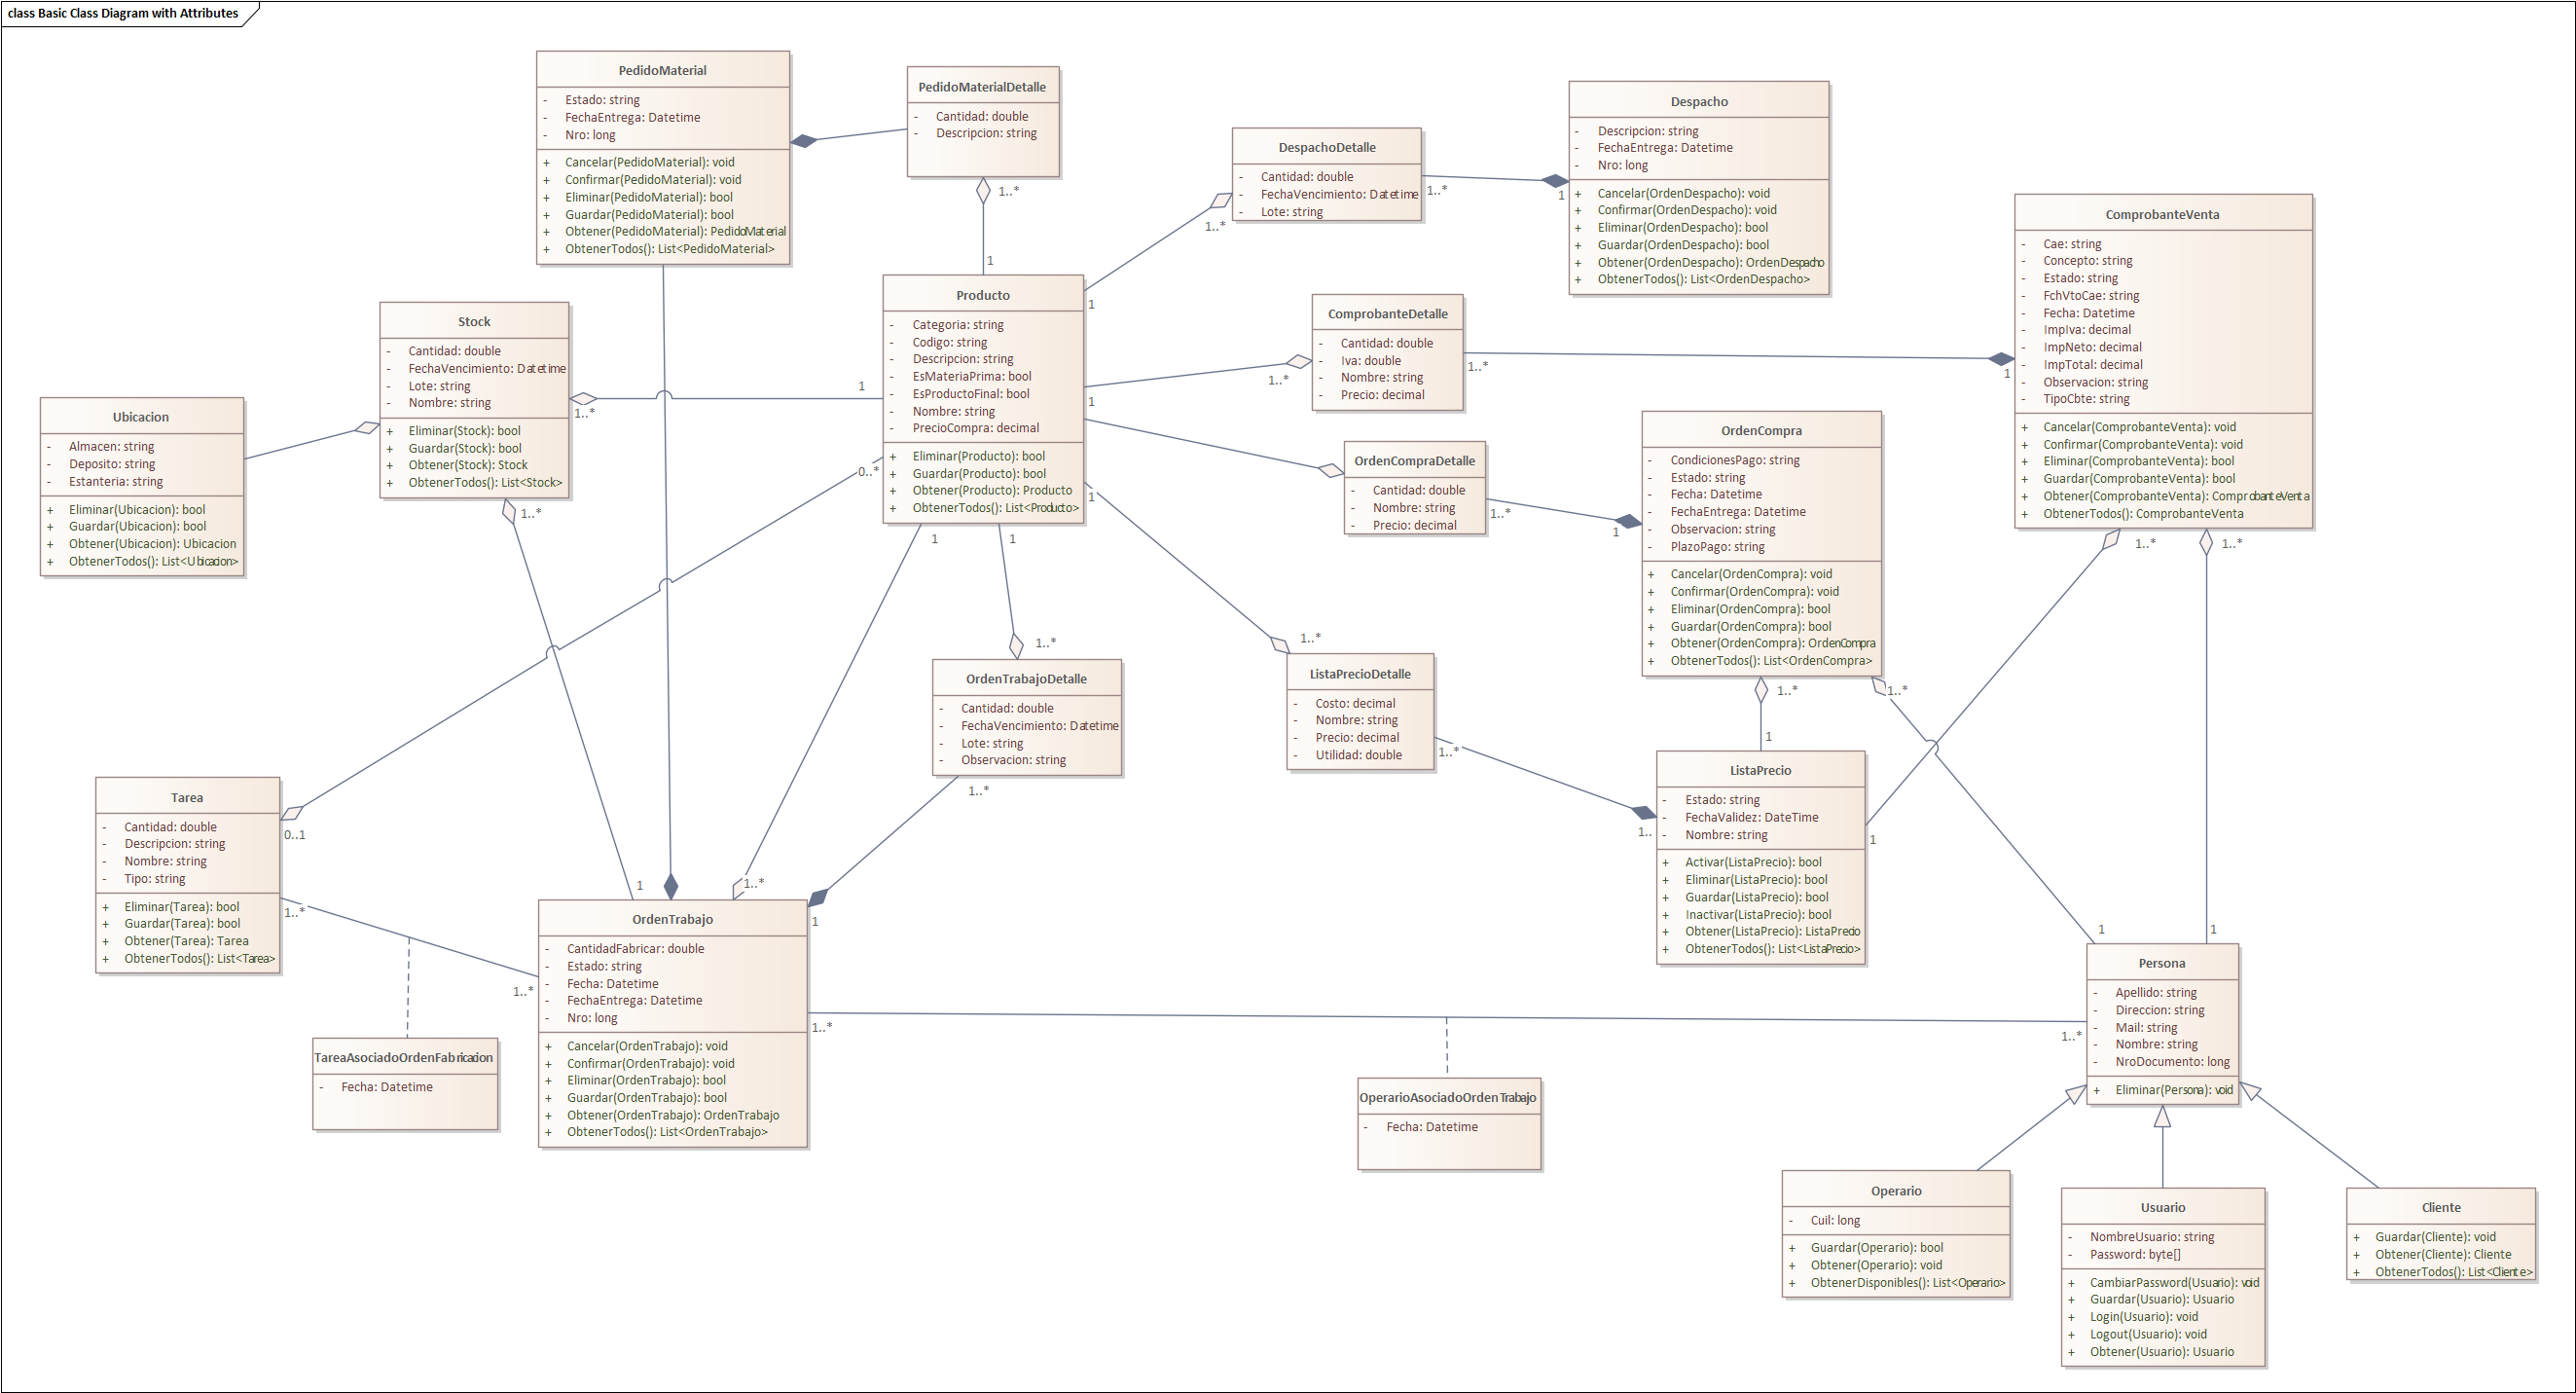 class Basic Class Diagram with Attributes
PedidoMaterial
- Estado: string
- FechaEntrega: Datetime
- Nro: long
+ Cancelar(PedidoMaterial): void
+ Confirmar(PedidoMaterial): void
+ Eliminar(PedidoMaterial): bool
+ Guardar(PedidoMaterial): bool
+ Obtener(PedidoMaterial): PedidoMaterial
+ ObtenerTodos(): List<PedidoMaterial>
PedidoMaterialDetalle
- Cantidad: double
- Descripcion: string
1..*
1
DespachoDetalle
- Cantidad: double
- FechaVencimiento: Datetime
- Lote: string
1..*
1..*
1
1
Despacho
- Descripcion: string
- FechaEntrega: Datetime
- Nro: long
+ Cancelar(OrdenDespacho): void
+ Confirmar(OrdenDespacho): void
+ Eliminar(OrdenDespacho): bool
+ Guardar(OrdenDespacho): bool
+ Obtener(OrdenDespacho): OrdenDespacho
+ ObtenerTodos(): List<OrdenDespacho>
ComprobanteVenta
- Cae: string
- Concepto: string
- Estado: string
- FchVtoCae: string
- Fecha: Datetime
- ImpIva: decimal
- ImpNeto: decimal
- ImpTotal: decimal
- Observacion: string
- TipoCbte: string
+ Cancelar(ComprobanteVenta): void
+ Confirmar(ComprobanteVenta): void
+ Eliminar(ComprobanteVenta): bool
+ Guardar(ComprobanteVenta): bool
+ Obtener(ComprobanteVenta): ComprobanteVenta
+ ObtenerTodos(): ComprobanteVenta
1..*
1..*
Stock
- Cantidad: double
- FechaVencimiento: Datetime
- Lote: string
- Nombre: string
+ Eliminar(Stock): bool
+ Guardar(Stock): bool
+ Obtener(Stock): Stock
+ ObtenerTodos(): List<Stock>
1..*
1
1..*
Producto
- Categoria: string
- Codigo: string
- Descripcion: string
- EsMateriaPrima: bool
- EsProductoFinal: bool
- Nombre: string
- PrecioCompra: decimal
+ Eliminar(Producto): bool
+ Guardar(Producto): bool
+ Obtener(Producto): Producto
+ ObtenerTodos(): List<Producto>
0..*
1
1
1
1
ComprobanteDetalle
- Cantidad: double
- Iva: double
- Nombre: string
- Precio: decimal
1..*
1..*
1
Ubicacion
- Almacen: string
- Deposito: string
- Estanteria: string
+ Eliminar(Ubicacion): bool
+ Guardar(Ubicacion): bool
+ Obtener(Ubicacion): Ubicacion
+ ObtenerTodos(): List<Ubicacion>
OrdenCompraDetalle
- Cantidad: double
- Nombre: string
- Precio: decimal
1..*
1
OrdenCompra
- CondicionesPago: string
- Estado: string
- Fecha: Datetime
- FechaEntrega: Datetime
- Observacion: string
- PlazoPago: string
+ Cancelar(OrdenCompra): void
+ Confirmar(OrdenCompra): void
+ Eliminar(OrdenCompra): bool
+ Guardar(OrdenCompra): bool
+ Obtener(OrdenCompra): OrdenCompra
+ ObtenerTodos(): List<OrdenCompra>
1..*
1..*
1
OrdenTrabajoDetalle
- Cantidad: double
- FechaVencimiento: Datetime
- Lote: string
- Observacion: string
1..*
1..*
ListaPrecioDetalle
- Costo: decimal
- Nombre: string
- Precio: decimal
- Utilidad: double
1..*
1..*
1..
ListaPrecio
- Estado: string
- FechaValidez: DateTime
- Nombre: string
+ Activar(ListaPrecio): bool
+ Eliminar(ListaPrecio): bool
+ Guardar(ListaPrecio): bool
+ Inactivar(ListaPrecio): bool
+ Obtener(ListaPrecio): ListaPrecio
+ ObtenerTodos(): List<ListaPrecio>
1
Tarea
- Cantidad: double
- Descripcion: string
- Nombre: string
- Tipo: string
+ Eliminar(Tarea): bool
+ Guardar(Tarea): bool
+ Obtener(Tarea): Tarea
+ ObtenerTodos(): List<Tarea>
0..1
1..*
1..*
OrdenTrabajo
- CantidadFabricar: double
- Estado: string
- Fecha: Datetime
- FechaEntrega: Datetime
- Nro: long
+ Cancelar(OrdenTrabajo): void
+ Confirmar(OrdenTrabajo): void
+ Eliminar(OrdenTrabajo): bool
+ Guardar(OrdenTrabajo): bool
+ Obtener(OrdenTrabajo): OrdenTrabajo
+ ObtenerTodos(): List<OrdenTrabajo>
1
1..*
1
1..*
TareaAsociadoOrdenFabricacion
- Fecha: Datetime
OperarioAsociadoOrdenTrabajo
- Fecha: Datetime
Persona
- Apellido: string
- Direccion: string
- Mail: string
- Nombre: string
- NroDocumento: long
+ Eliminar(Persona): void
1
1
1..*
Operario
- Cuil: long
+ Guardar(Operario): bool
+ Obtener(Operario): void
+ ObtenerDisponibles(): List<Operario>
Usuario
- NombreUsuario: string
- Password: byte[]
+ CambiarPassword(Usuario): void
+ Guardar(Usuario): Usuario
+ Login(Usuario): void
+ Logout(Usuario): void
+ Obtener(Usuario): Usuario
Cliente
+ Guardar(Cliente): void
+ Obtener(Cliente): Cliente
+ ObtenerTodos(): List<Cliente>